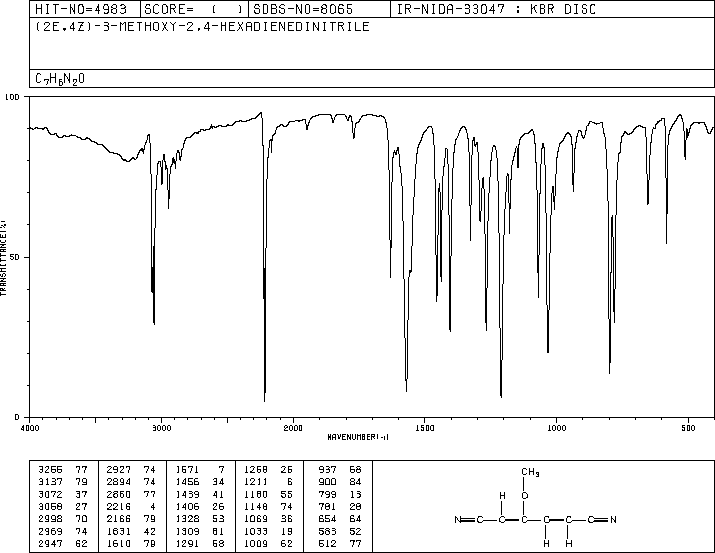 HIT-NO=4983 SCORE= ( ) SDBS-NO=8065 IR-NIDA-33047 : KBR DISC
(2E,4Z)-3-METHOXY-2,4-HEXADIENEDINITRILE
C7H6N2O
100
50
0
TRANSMITTANCE(%)
4000 3000 2000 1500 1000 500
WAVENUMBER(-1)
3266 77 2927 74 1571 7 1268 26 937 68
3137 79 2894 74 1456 34 1211 6 900 84
3072 37 2860 77 1439 41 1180 55 799 13
3058 27 2216 4 1406 26 1148 74 781 28
2998 70 2166 79 1328 53 1069 36 654 64
2969 74 1631 42 1309 81 1033 19 583 52
2947 62 1610 79 1291 58 1009 62 512 77
CH3
O
H
N C C C C C C N
H H